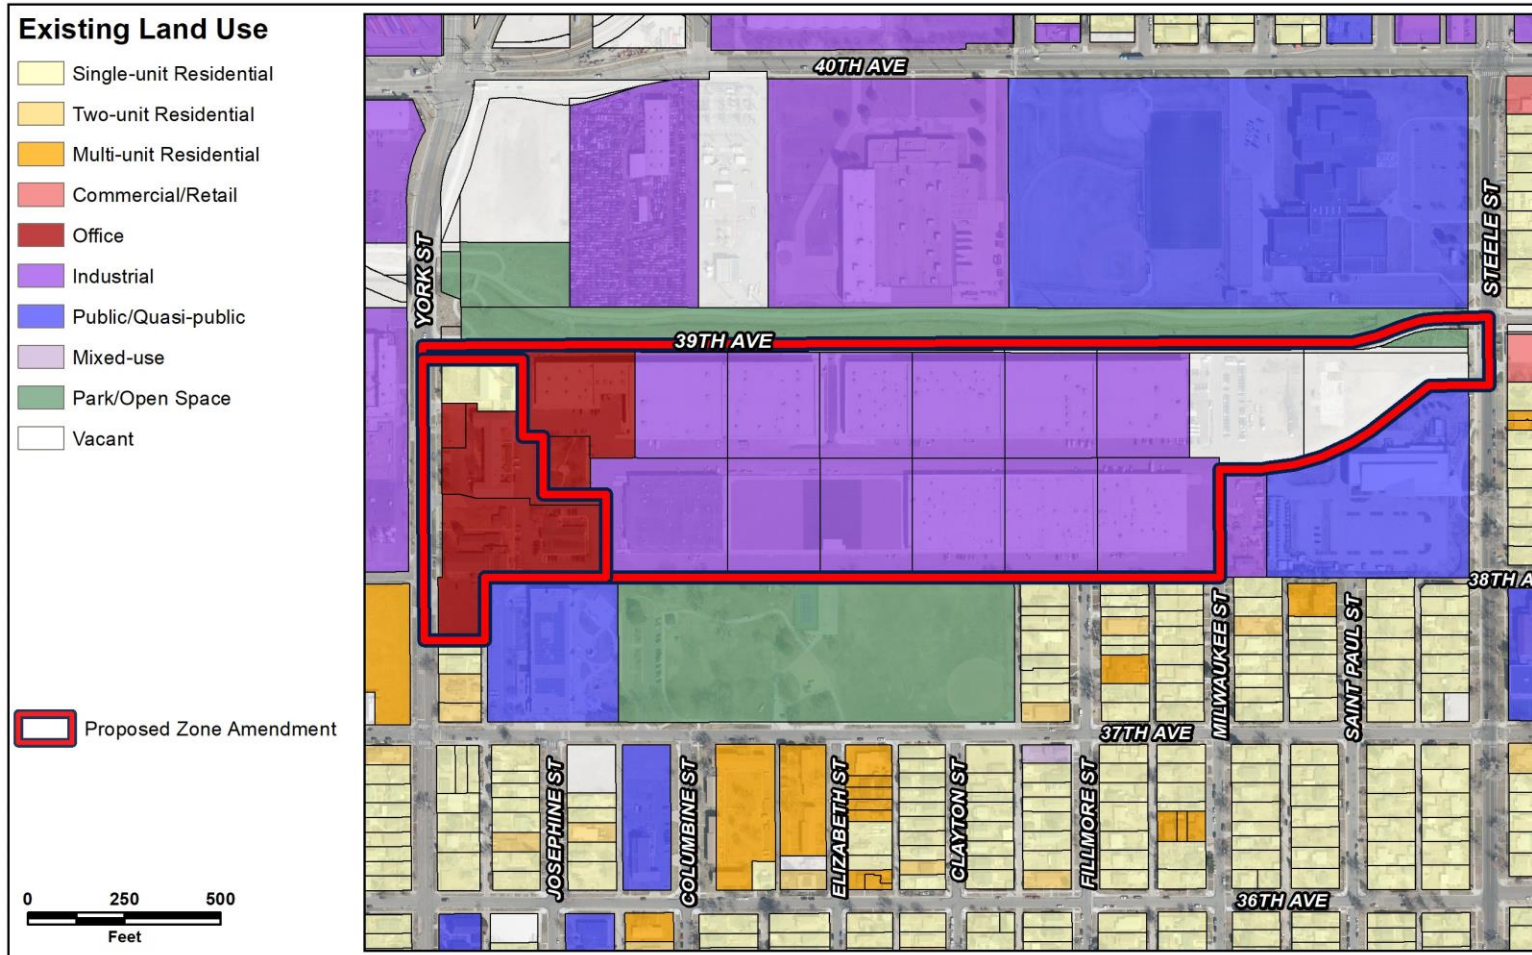 Existing Land Use
Single-unit Residential
Two-unit Residential
Multi-unit Residential
Commercial/Retail
Office
Industrial
Public/Quasi-public
Mixed-use
Park/Open Space
Vacant
Proposed Zone Amendment
0 250 500
Feet
40TH AVE
YORK ST
STEELE ST
39TH AVE
38TH A
MILWAUKEE ST
SAINT PAUL ST
37TH AVE
JOSEPHINE ST
COLUMBINE ST
ELIZABETH ST
CLAYTON ST
FILLMORE ST
36TH AVE